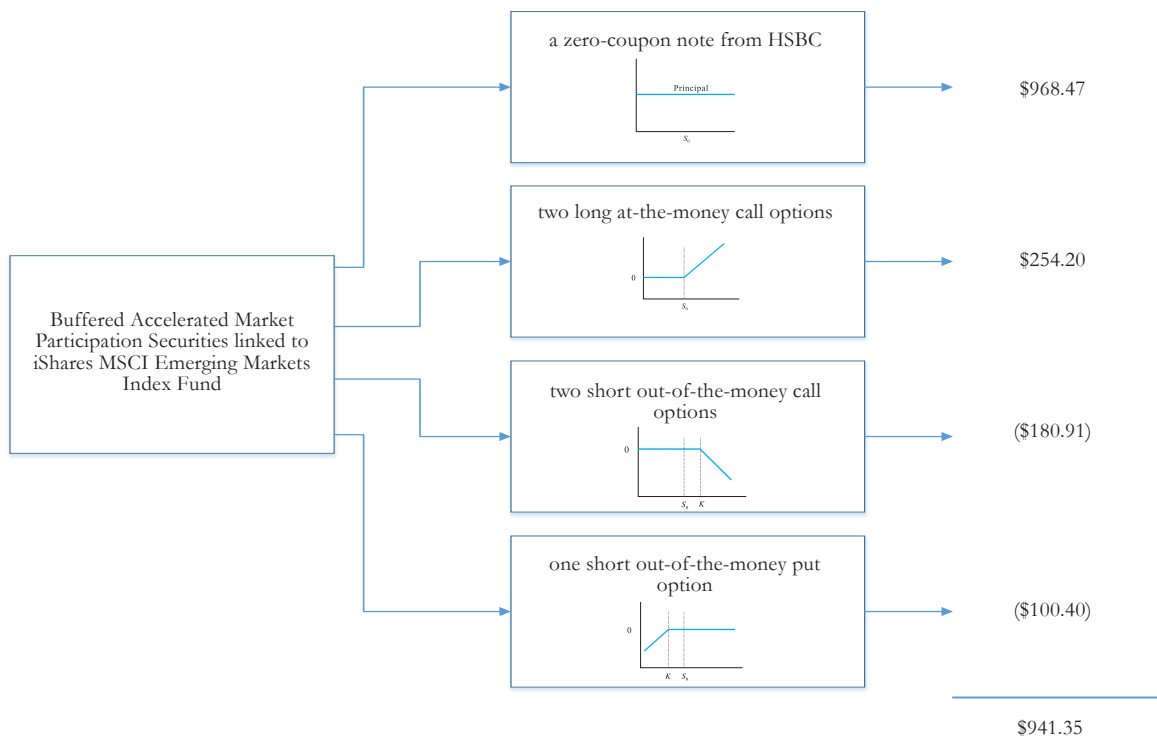 a zero-coupon note from HSBC
Principal
S₀
$968.47
two long at-the-money call options
0
S₀
$254.20
Buffered Accelerated Market
Participation Securities linked to
iShares MSCI Emerging Markets
Index Fund
two short out-of-the-money call
options
0
S₀ K
($180.91)
one short out-of-the-money put
option
0
K S₀
($100.40)
$941.35